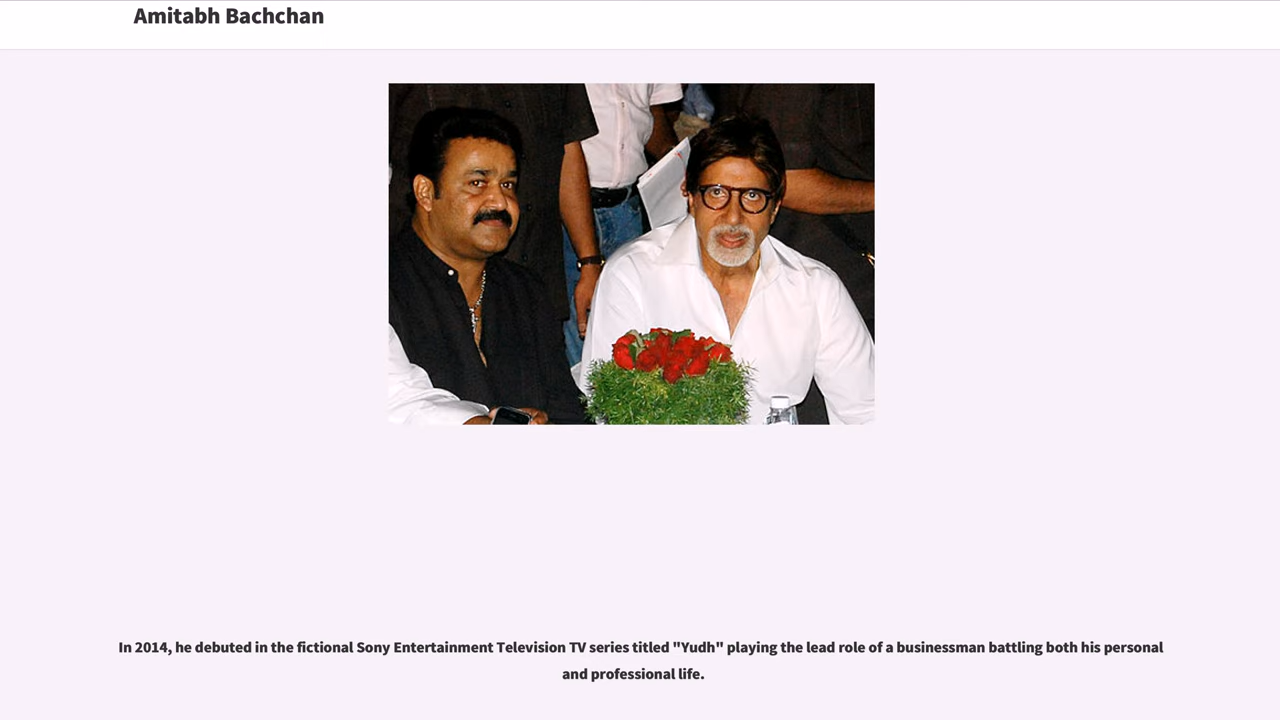 Amitabh Bachchan
In 2014, he debuted in the fictional Sony Entertainment Television TV series titled "Yudh" playing the lead role of a businessman battling both his personal
and professional life.